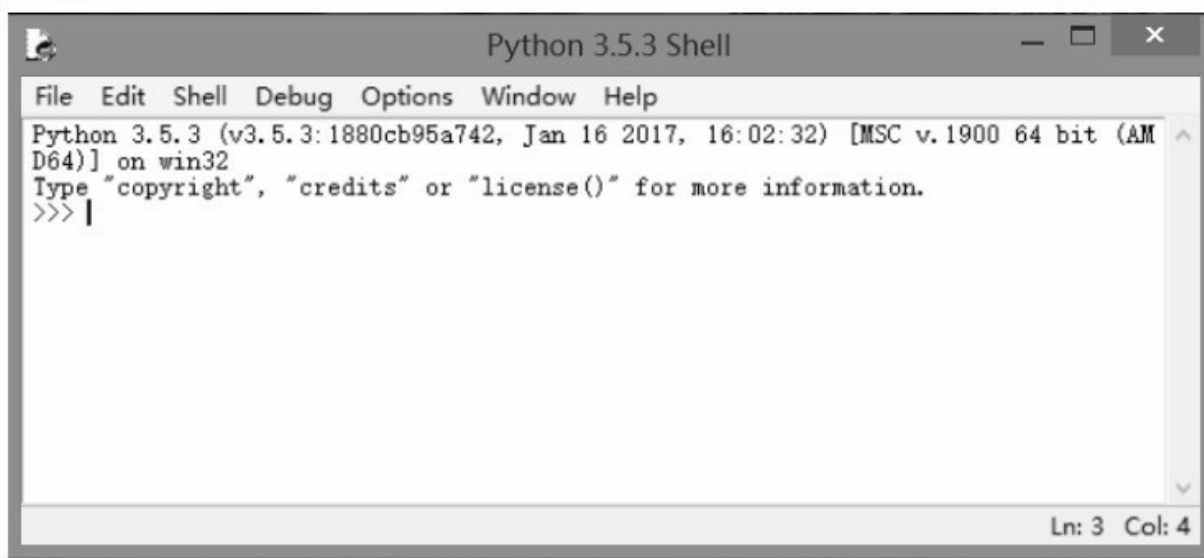 Python 3.5.3 Shell
File Edit Shell Debug Options Window Help
Python 3.5.3 (v3.5.3:1880cb95a742, Jan 16 2017, 16:02:32) [MSC v.1900 64 bit (AM
D64)] on win32
Type "copyright", "credits" or "license()" for more information.
>>>
Ln: 3 Col: 4